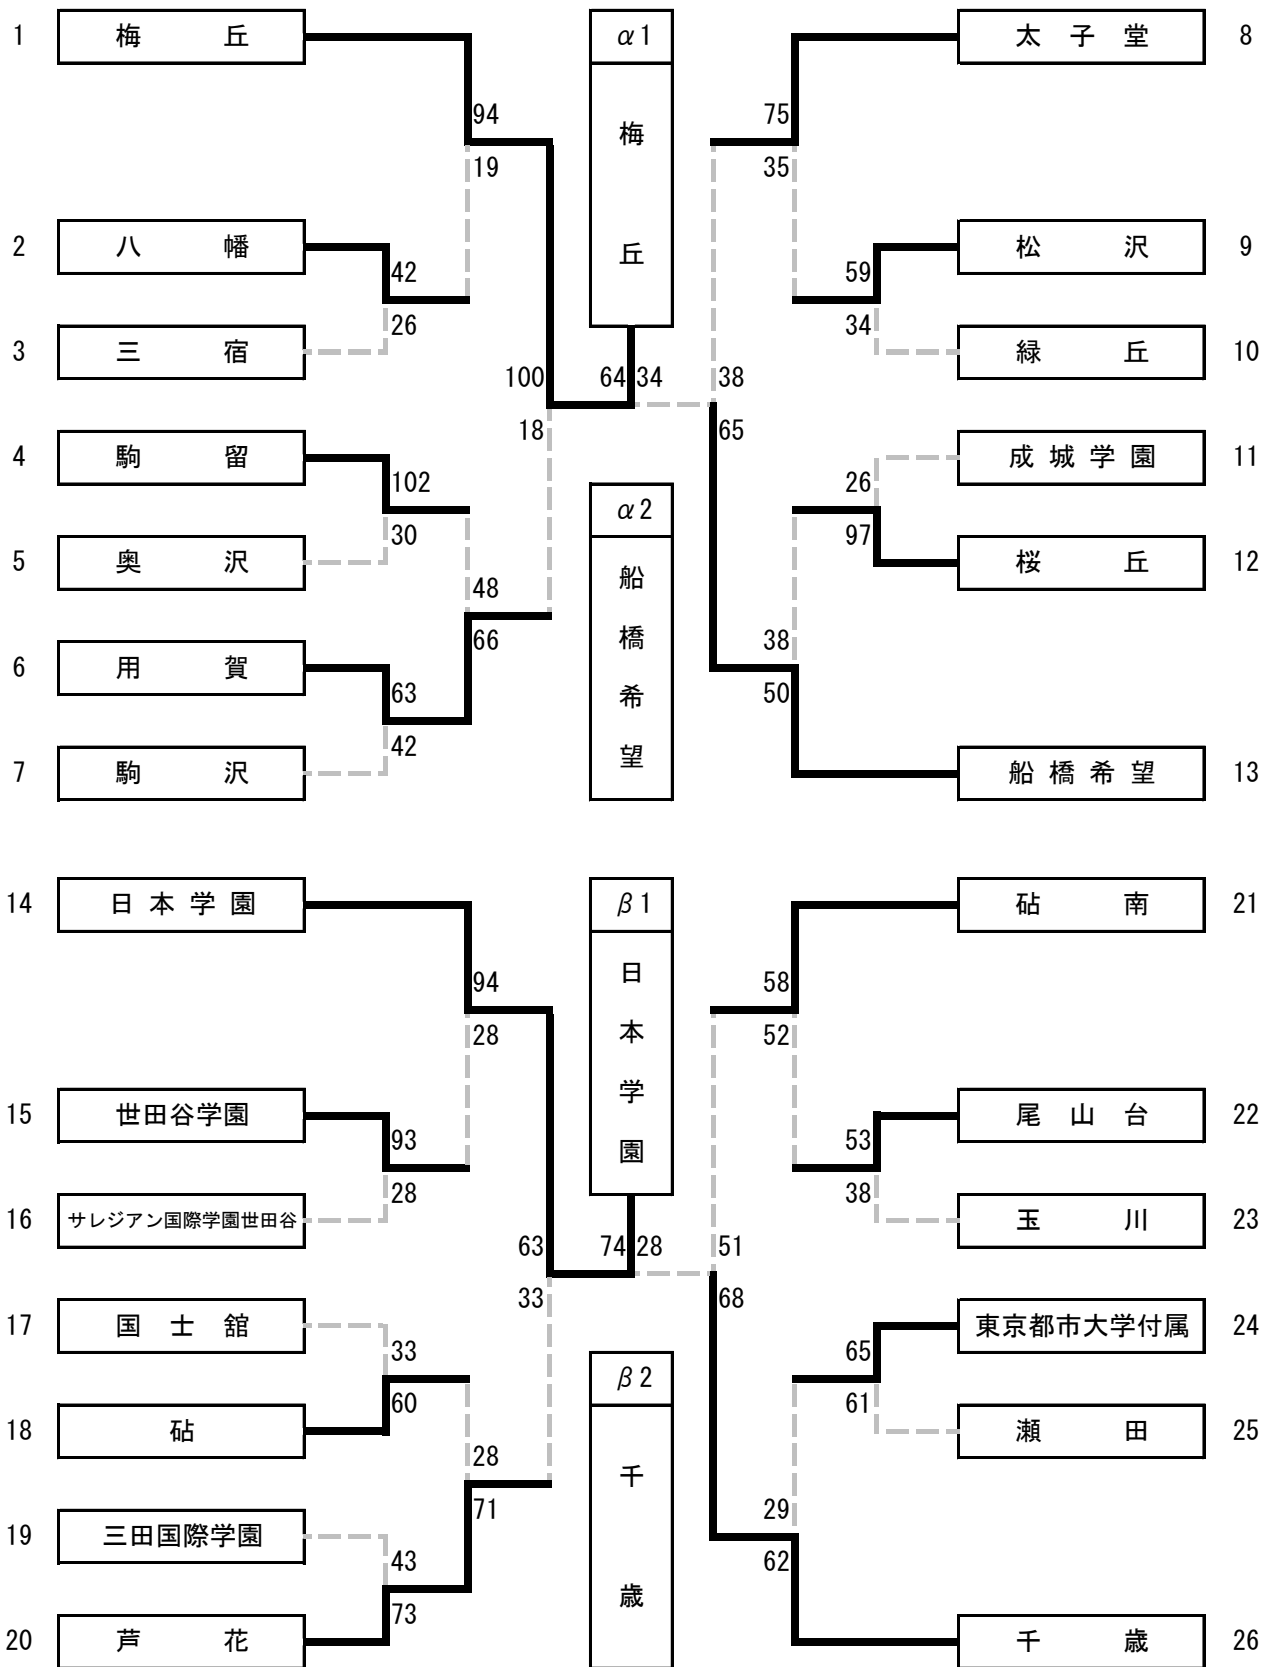 1 梅丘
94
19
2 八幡
42
26
3 三宿
100
18
4 駒留
102
30
5 奥沢
48
66
6 用賀
63
42
7 駒沢
α1
梅丘
64 34
α2
船橋希望
太子堂 8
75
35
松沢 9
59
34
緑丘 10
38
65
成城学園 11
26
97
桜丘 12
38
50
船橋希望 13
14 日本学園
94
28
15 世田谷学園
93
28
16 サレジアン国際学園世田谷
63
33
17 国士舘
33
60
18 砧
28
71
19 三田国際学園
43
73
20 芦花
β1
日本学園
74 28
β2
千歳
砧南 21
58
52
尾山台 22
53
38
玉川 23
51
68
東京都市大学付属 24
65
61
瀬田 25
29
62
千歳 26